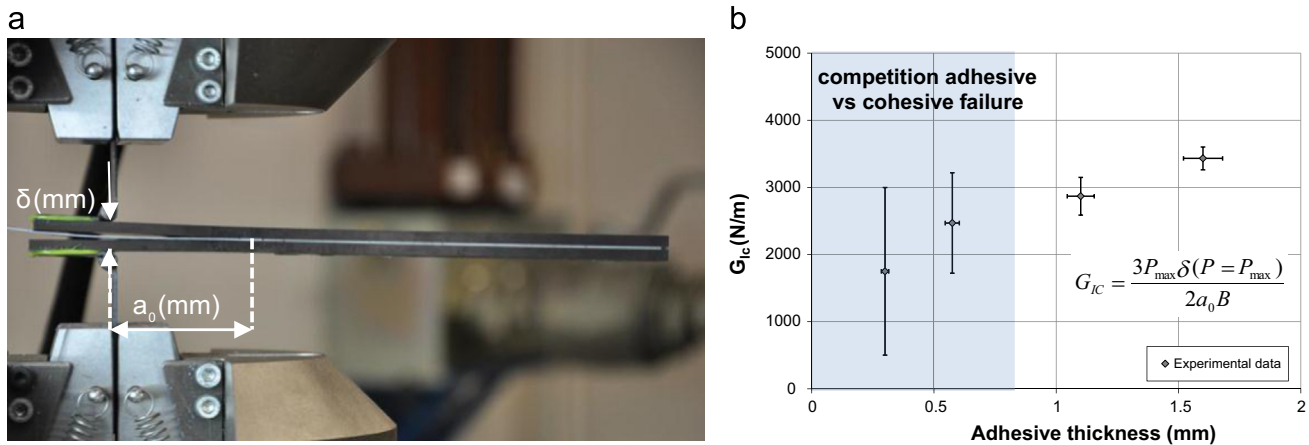 a
δ(mm)
a₀(mm)
b
competition adhesive
vs cohesive failure
G_Ic(N/m)
5000
4000
3000
2000
1000
0
G_IC = 3P_max δ(P = P_max) / 2a₀B
Experimental data
0
0.5
1
1.5
2
Adhesive thickness (mm)